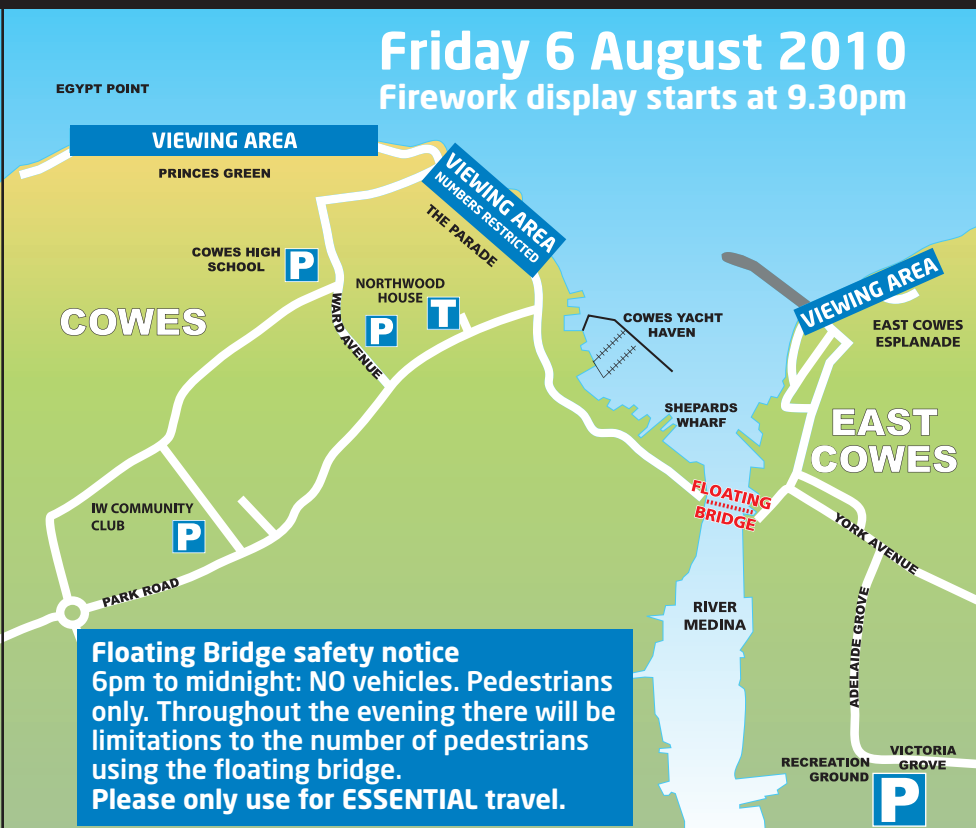 Friday 6 August 2010
Firework display starts at 9.30pm
EGYPT POINT
VIEWING AREA
PRINCES GREEN
VIEWING AREA
NUMBERS RESTRICTED
THE PARADE
COWES HIGH
SCHOOL
P
NORTHWOOD
HOUSE
T
P
WARD AVENUE
COWES
COWES YACHT
HAVEN
VIEWING AREA
EAST COWES
ESPLANADE
SHEPARDS
WHARF
EAST
COWES
FLOATING
BRIDGE
IW COMMUNITY
CLUB
P
YORK AVENUE
PARK ROAD
RIVER
MEDINA
ADELAIDE GROVE
Floating Bridge safety notice
6pm to midnight: NO vehicles. Pedestrians
only. Throughout the evening there will be
limitations to the number of pedestrians
using the floating bridge.
Please only use for ESSENTIAL travel.
RECREATION
GROUND
VICTORIA
GROVE
P